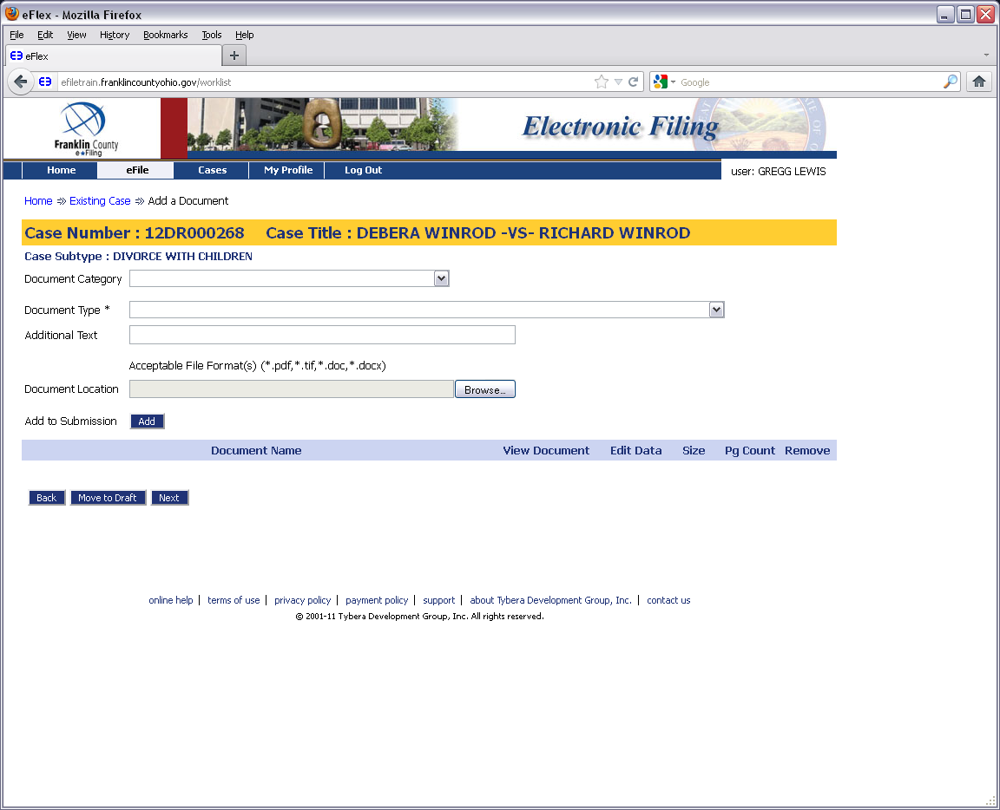 eFlex - Mozilla Firefox
File Edit View History Bookmarks Tools Help
eFlex
efiletrain.franklincountyohio.gov/worklist
Google
Franklin County
e★Filing
Electronic Filing
Home eFile Cases My Profile Log Out
user: GREGG LEWIS
Home ⇒ Existing Case ⇒ Add a Document
Case Number : 12DR000268 Case Title : DEBERA WINROD -VS- RICHARD WINROD
Case Subtype : DIVORCE WITH CHILDREN
Document Category
Document Type *
Additional Text
Acceptable File Format(s) (*.pdf,*.tif,*.doc,*.docx)
Document Location Browse...
Add to Submission Add
Document Name View Document Edit Data Size Pg Count Remove
Back Move to Draft Next
online help | terms of use | privacy policy | payment policy | support | about Tybera Development Group, Inc. | contact us
© 2001-11 Tybera Development Group, Inc. All rights reserved.